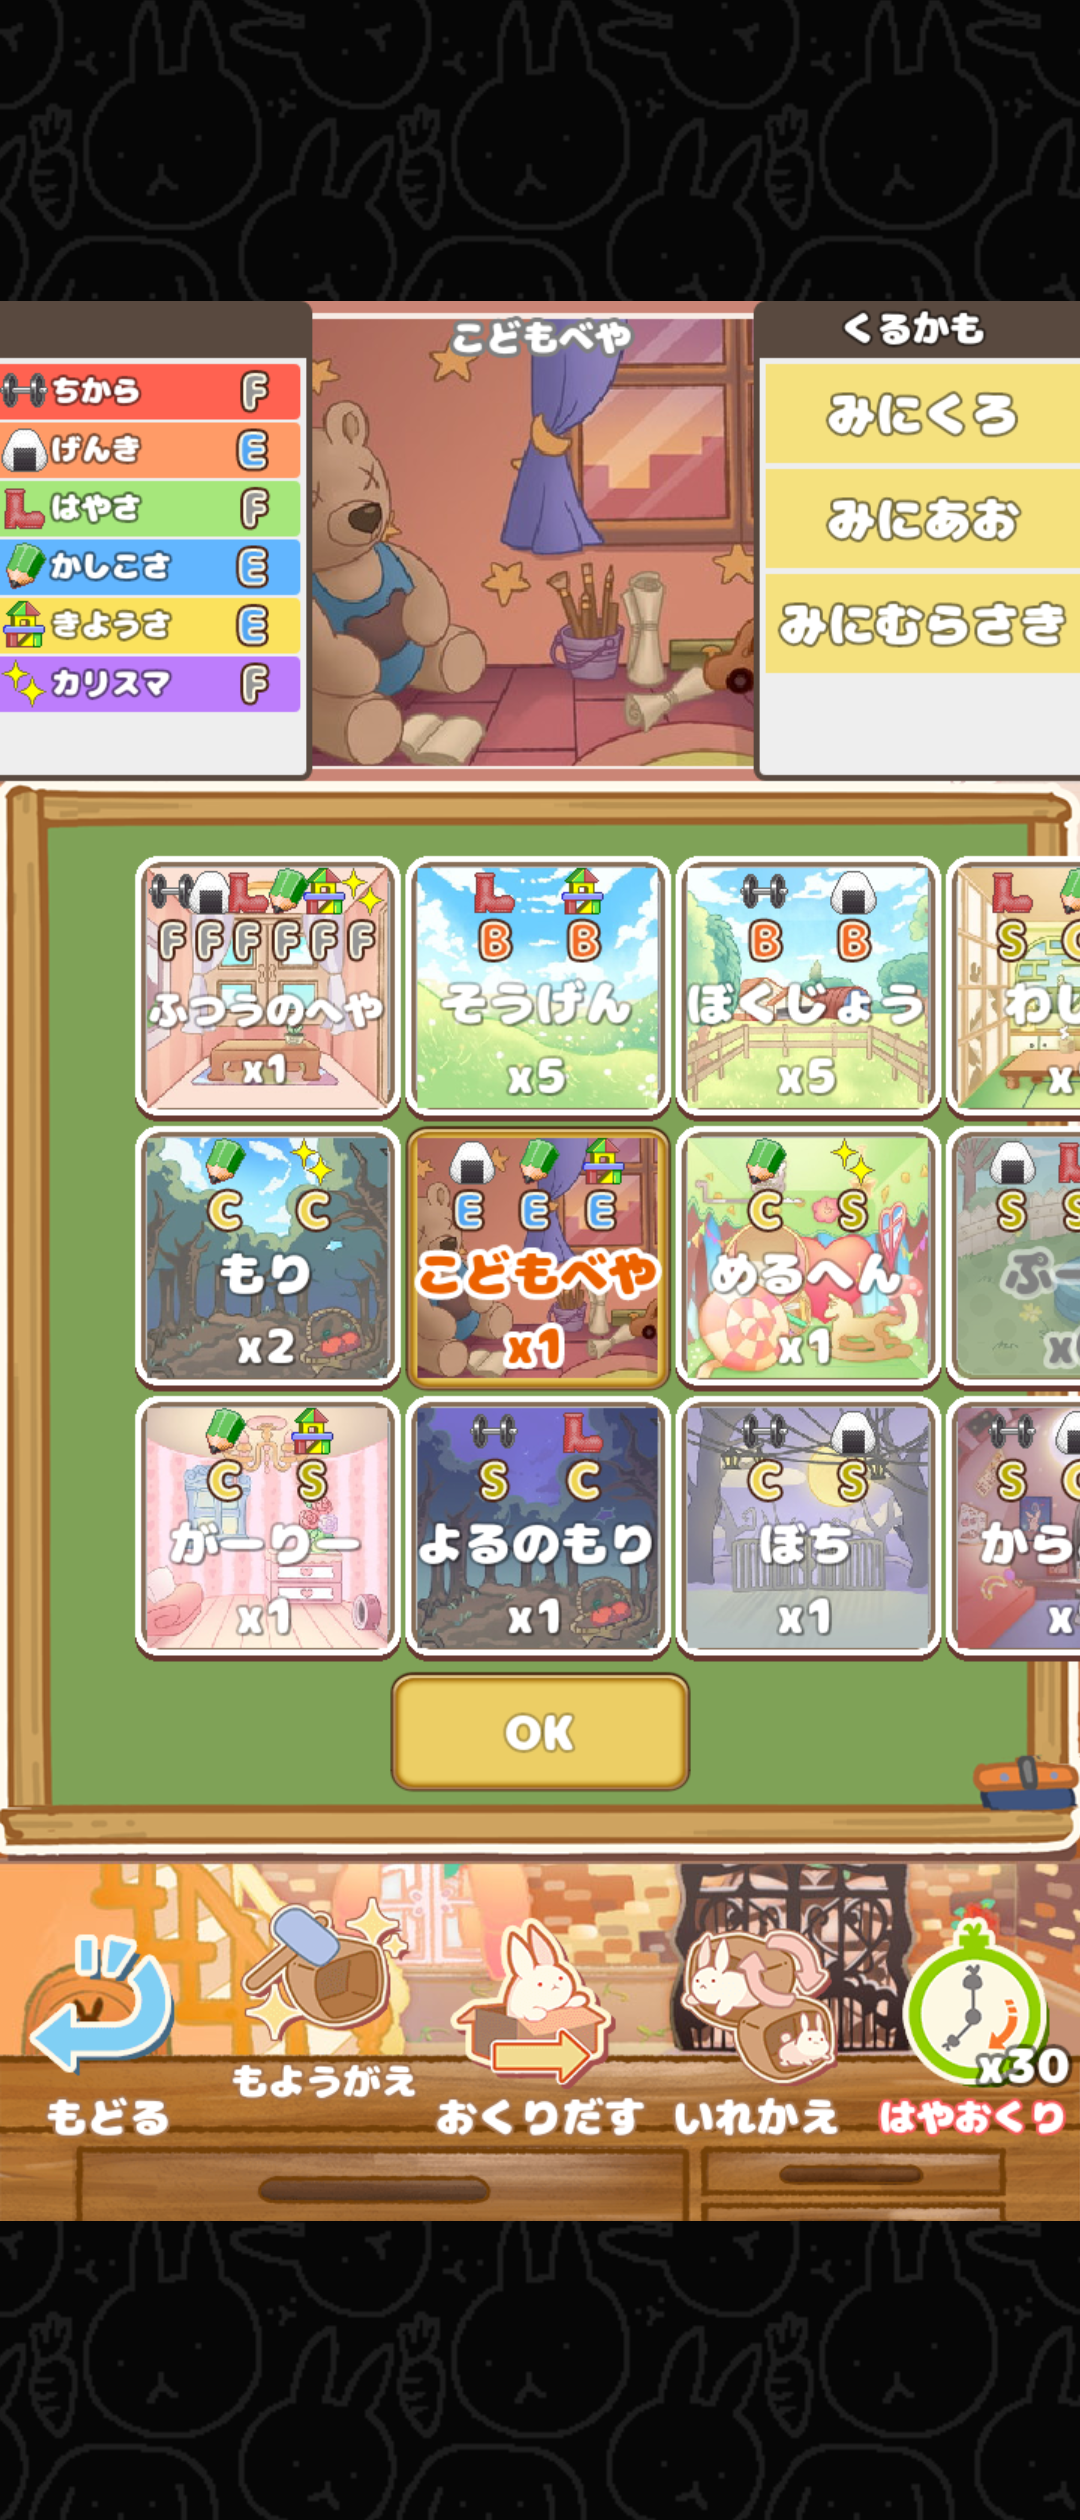 こどもべや
くるかも
ちから F
げんき E
はやさ F
かしこさ E
きようさ E
カリスマ F
みにくろ
みにあお
みにむらさき
F F F F F F
ふつうのへや
x1
B B
そうげん
x5
B B
ぼくじょう
x5
S
C C
もり
x2
E E E
こどもべや
x1
C S
めるへん
x1
S
C S
がーりー
x1
S C
よるのもり
x1
C S
ぼち
x1
S
から
OK
もどる
もようがえ
おくりだす
いれかえ
x30
はやおくり